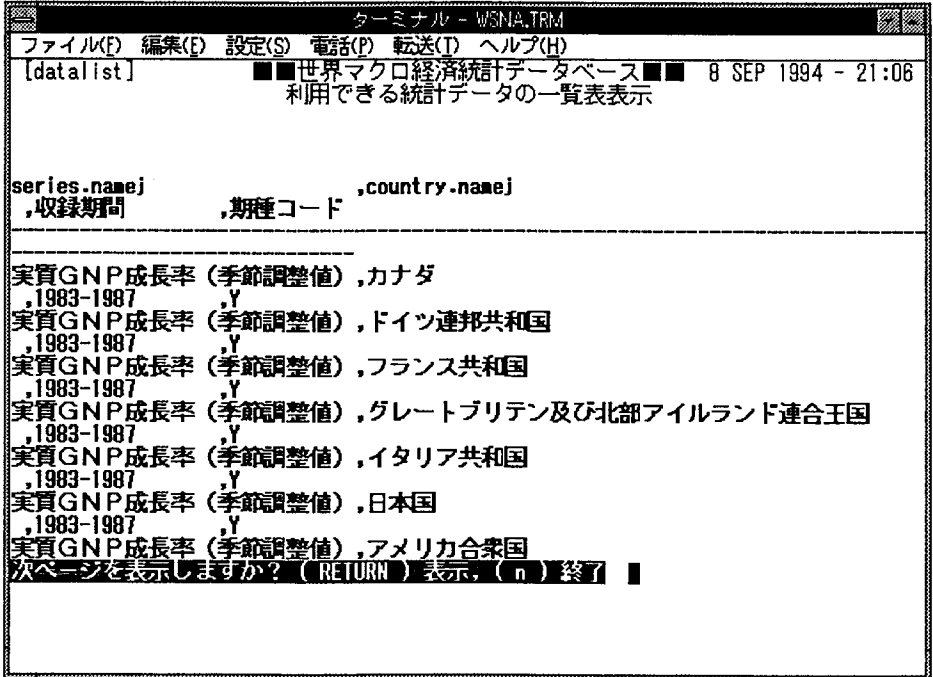 ターミナル - WSNA.TRM
ファイル(F) 編集(E) 設定(S) 電話(P) 転送(T) ヘルプ(H)
[datalist] ■■世界マクロ経済統計データベース■■ 8 SEP 1994 - 21:06
利用できる統計データの一覧表表示
series.namej ,country.namej
,収録期間 ,期種コード
実質GNP成長率(季節調整値),カナダ
,1983-1987 ,Y
実質GNP成長率(季節調整値),ドイツ連邦共和国
,1983-1987 ,Y
実質GNP成長率(季節調整値),フランス共和国
,1983-1987 ,Y
実質GNP成長率(季節調整値),グレートブリテン及び北部アイルランド連合王国
,1983-1987 ,Y
実質GNP成長率(季節調整値),イタリア共和国
,1983-1987 ,Y
実質GNP成長率(季節調整値),日本国
,1983-1987 ,Y
実質GNP成長率(季節調整値),アメリカ合衆国
次ページを表示しますか? ( RETURN ) 表示, ( n ) 終了